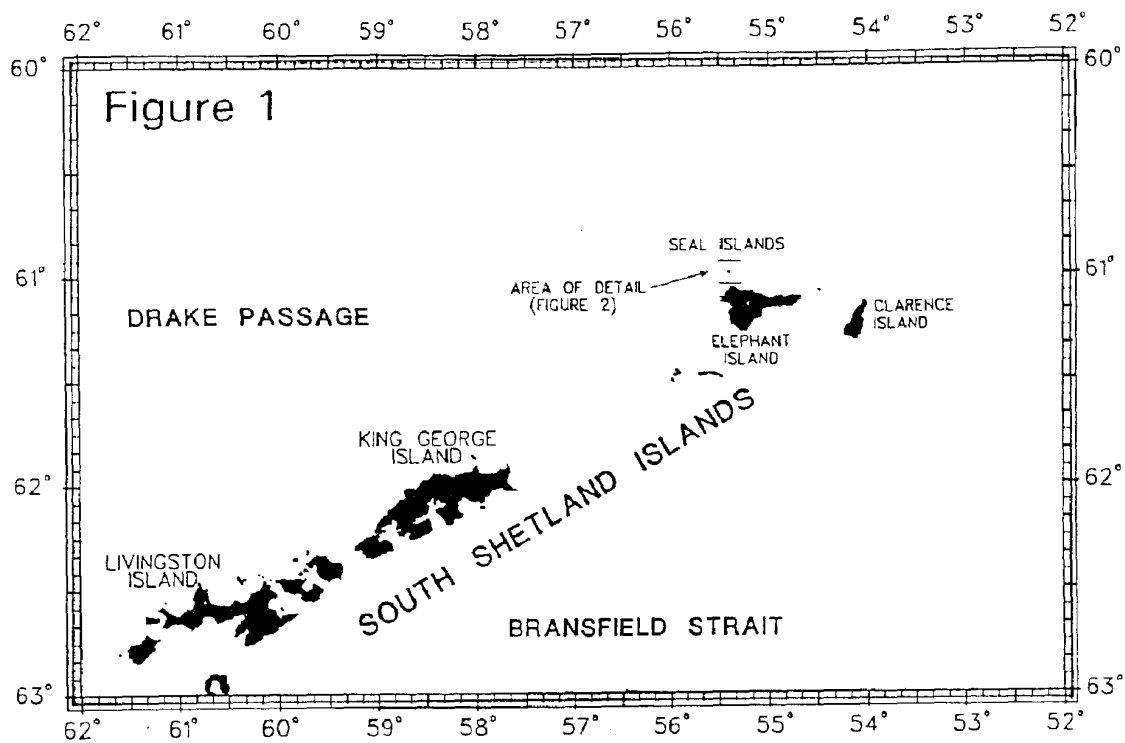 62° 61° 60° 59° 58° 57° 56° 55° 54° 53° 52°
60° 60°
Figure 1
SEAL ISLANDS
61° 61°
AREA OF DETAIL
(FIGURE 2)
DRAKE PASSAGE
CLARENCE
ISLAND
ELEPHANT
ISLAND
KING GEORGE
ISLAND
62° 62°
SOUTH SHETLAND ISLANDS
LIVINGSTON
ISLAND
BRANSFIELD STRAIT
63° 63°
62° 61° 60° 59° 58° 57° 56° 55° 54° 53° 52°